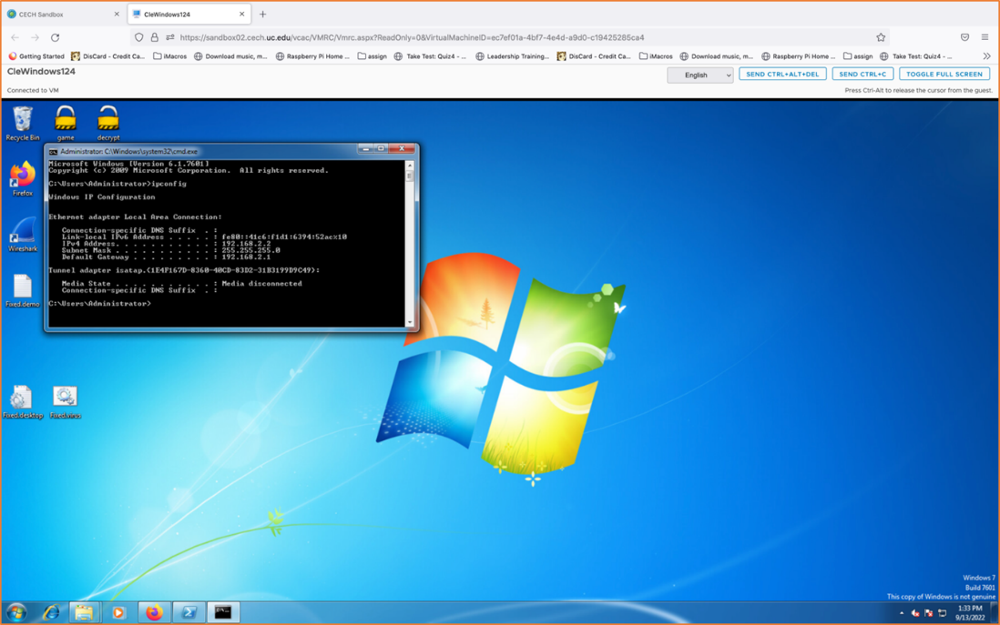 CECH Sandbox
CleWindows124
https://sandbox02.cech.uc.edu/vcac/VMRC/Vmrc.aspx?ReadOnly=0&VirtualMachineID=ec7ef01a-4bf7-4e4d-a9d0-c19425285ca4
Getting Started DisCard - Credit Ca... iMacros Download music, m... Raspberry Pi Home ... assign Take Test: Quiz4 - ... Leadership Training... DisCard - Credit Ca... iMacros Download music, m... Raspberry Pi Home ... assign Take Test: Quiz4 - ...
CleWindows124
English SEND CTRL+ALT+DEL SEND CTRL+C TOGGLE FULL SCREEN
Connected to VM
Press Ctrl-Alt to release the cursor from the guest.
Recycle Bin
game
decrypt
Firefox
Wireshark
Fixed.demo
Fixed.desktop
Fixed.virus
Administrator: C:\Windows\system32\cmd.exe
Microsoft Windows [Version 6.1.7601]
Copyright (c) 2009 Microsoft Corporation. All rights reserved.
C:\Users\Administrator>ipconfig
Windows IP Configuration
Ethernet adapter Local Area Connection:
Connection-specific DNS Suffix . :
Link-local IPv6 Address . . . . . : fe80::41c6:f1d1:6394:52ac%10
IPv4 Address. . . . . . . . . . . : 192.168.2.2
Subnet Mask . . . . . . . . . . . : 255.255.255.0
Default Gateway . . . . . . . . . : 192.168.2.1
Tunnel adapter isatap.{1E4F167D-8360-40CD-83D2-31B3199D9C49}:
Media State . . . . . . . . . . . : Media disconnected
Connection-specific DNS Suffix . :
C:\Users\Administrator>
Windows 7
Build 7601
This copy of Windows is not genuine
1:33 PM
9/13/2022